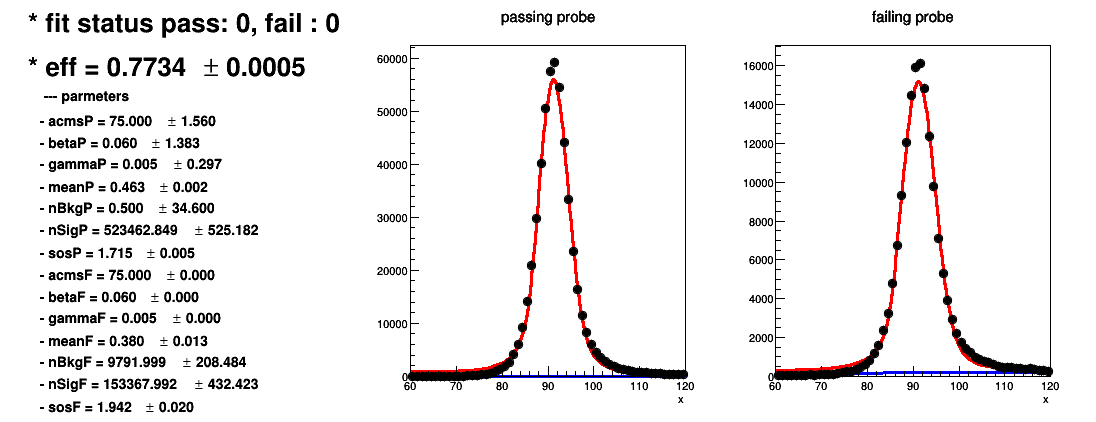 * fit status pass: 0, fail : 0
* eff = 0.7734 ± 0.0005
--- parmeters
- acmsP = 75.000 ± 1.560
- betaP = 0.060 ± 1.383
- gammaP = 0.005 ± 0.297
- meanP = 0.463 ± 0.002
- nBkgP = 0.500 ± 34.600
- nSigP = 523462.849 ± 525.182
- sosP = 1.715 ± 0.005
- acmsF = 75.000 ± 0.000
- betaF = 0.060 ± 0.000
- gammaF = 0.005 ± 0.000
- meanF = 0.380 ± 0.013
- nBkgF = 9791.999 ± 208.484
- nSigF = 153367.992 ± 432.423
- sosF = 1.942 ± 0.020
passing probe
60000
50000
40000
30000
20000
10000
0
60 70 80 90 100 110 120
x
failing probe
16000
14000
12000
10000
8000
6000
4000
2000
0
60 70 80 90 100 110 120
x